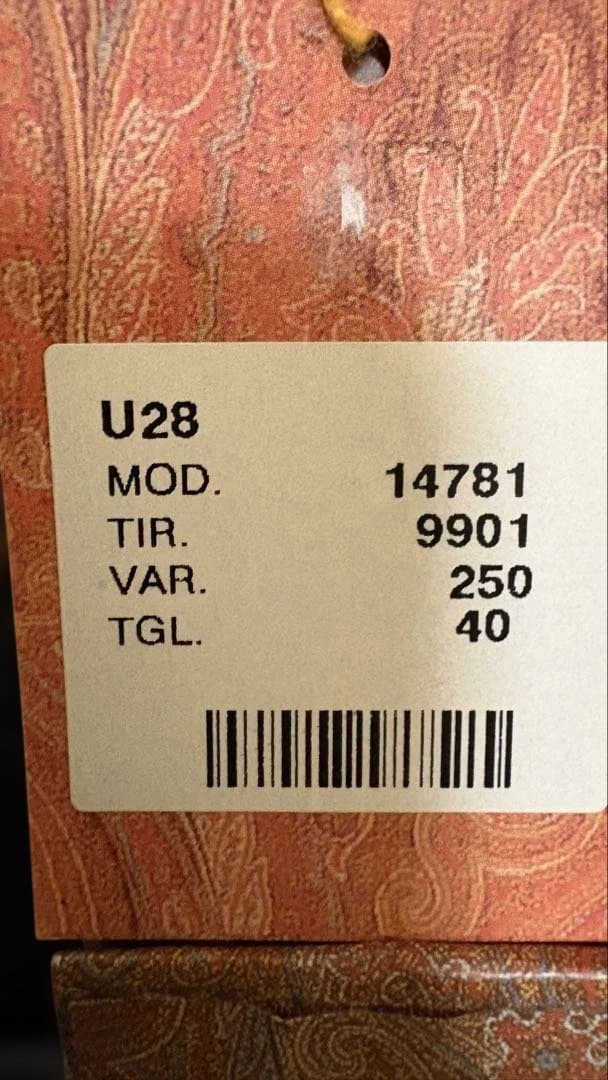 U28
MOD. 14781
TIR. 9901
VAR. 250
TGL. 40